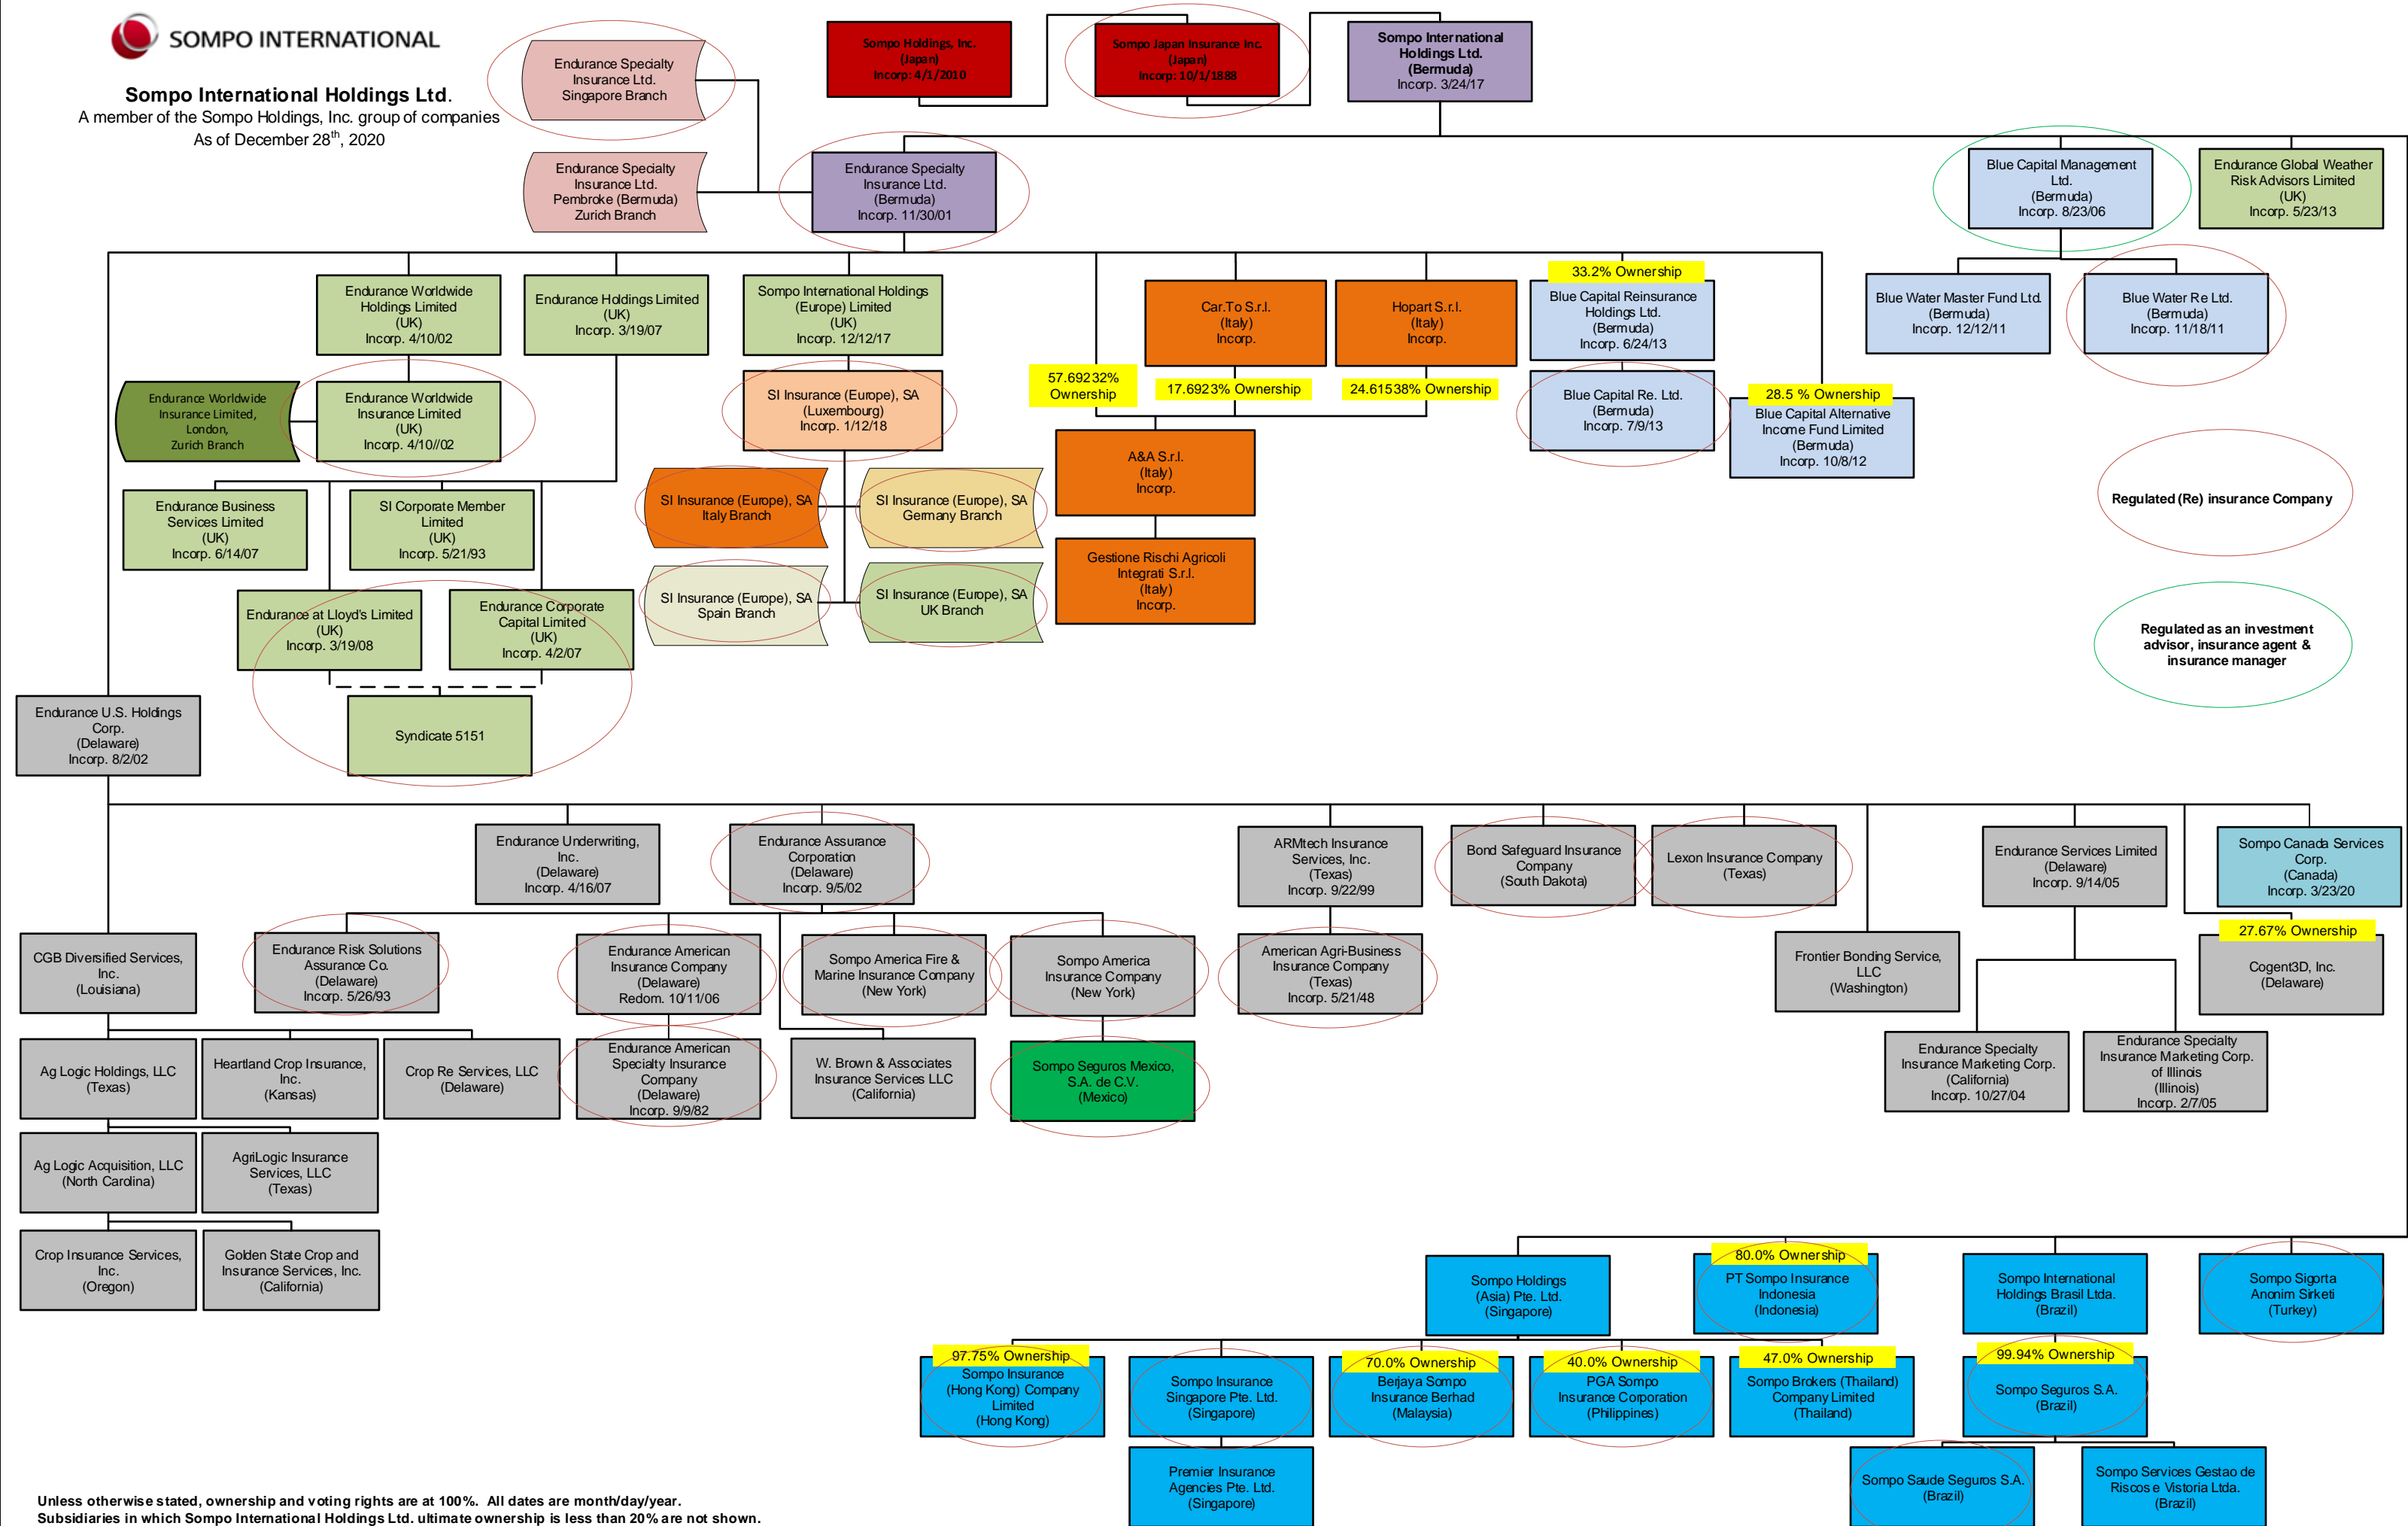 SOMPO INTERNATIONAL
Sompo International Holdings Ltd.
A member of the Sompo Holdings, Inc. group of companies
As of December 28th, 2020
Endurance Specialty
Insurance Ltd.
Singapore Branch
Sompo Holdings, Inc.
(Japan)
Incorp: 4/1/2010
Sompo Japan Insurance Inc.
(Japan)
Incorp: 10/1/1888
Sompo International
Holdings Ltd.
(Bermuda)
Incorp. 3/24/17
Endurance Specialty
Insurance Ltd.
Pembroke (Bermuda)
Zurich Branch
Endurance Specialty
Insurance Ltd.
(Bermuda)
Incorp. 11/30/01
Blue Capital Management
Ltd.
(Bermuda)
Incorp. 8/23/06
Endurance Global Weather
Risk Advisors Limited
(UK)
Incorp. 5/23/13
Endurance Worldwide
Holdings Limited
(UK)
Incorp. 4/10/02
Endurance Holdings Limited
(UK)
Incorp. 3/19/07
Sompo International Holdings
(Europe) Limited
(UK)
Incorp. 12/12/17
Car.To S.r.l.
(Italy)
Incorp.
Hopart S.r.l.
(Italy)
Incorp.
33.2% Ownership
Blue Capital Reinsurance
Holdings Ltd.
(Bermuda)
Incorp. 6/24/13
Blue Water Master Fund Ltd.
(Bermuda)
Incorp. 12/12/11
Blue Water Re Ltd.
(Bermuda)
Incorp. 11/18/11
Endurance Worldwide
Insurance Limited,
London,
Zurich Branch
Endurance Worldwide
Insurance Limited
(UK)
Incorp. 4/10//02
SI Insurance (Europe), SA
(Luxembourg)
Incorp. 1/12/18
57.69232%
Ownership
17.6923% Ownership
24.61538% Ownership
Blue Capital Re. Ltd.
(Bermuda)
Incorp. 7/9/13
28.5 % Ownership
Blue Capital Alternative
Income Fund Limited
(Bermuda)
Incorp. 10/8/12
A&A S.r.l.
(Italy)
Incorp.
Regulated (Re) insurance Company
Endurance Business
Services Limited
(UK)
Incorp. 6/14/07
SI Corporate Member
Limited
(UK)
Incorp. 5/21/93
SI Insurance (Europe), SA
Italy Branch
SI Insurance (Europe), SA
Germany Branch
Gestione Rischi Agricoli
Integrati S.r.l.
(Italy)
Incorp.
Endurance at Lloyd's Limited
(UK)
Incorp. 3/19/08
Endurance Corporate
Capital Limited
(UK)
Incorp. 4/2/07
SI Insurance (Europe), SA
Spain Branch
SI Insurance (Europe), SA
UK Branch
Regulated as an investment
advisor, insurance agent &
insurance manager
Endurance U.S. Holdings
Corp.
(Delaware)
Incorp. 8/2/02
Syndicate 5151
Endurance Underwriting,
Inc.
(Delaware)
Incorp. 4/16/07
Endurance Assurance
Corporation
(Delaware)
Incorp. 9/5/02
ARMtech Insurance
Services, Inc.
(Texas)
Incorp. 9/22/99
Bond Safeguard Insurance
Company
(South Dakota)
Lexon Insurance Company
(Texas)
Endurance Services Limited
(Delaware)
Incorp. 9/14/05
Sompo Canada Services
Corp.
(Canada)
Incorp. 3/23/20
CGB Diversified Services,
Inc.
(Louisiana)
Endurance Risk Solutions
Assurance Co.
(Delaware)
Incorp. 5/26/93
Endurance American
Insurance Company
(Delaware)
Redom. 10/11/06
Sompo America Fire &
Marine Insurance Company
(New York)
Sompo America
Insurance Company
(New York)
American Agri-Business
Insurance Company
(Texas)
Incorp. 5/21/48
Frontier Bonding Service,
LLC
(Washington)
27.67% Ownership
Cogent3D, Inc.
(Delaware)
Ag Logic Holdings, LLC
(Texas)
Heartland Crop Insurance,
Inc.
(Kansas)
Crop Re Services, LLC
(Delaware)
Endurance American
Specialty Insurance
Company
(Delaware)
Incorp. 9/9/82
W. Brown & Associates
Insurance Services LLC
(California)
Sompo Seguros Mexico,
S.A. de C.V.
(Mexico)
Endurance Specialty
Insurance Marketing Corp.
(California)
Incorp. 10/27/04
Endurance Specialty
Insurance Marketing Corp.
of Illinois
(Illinois)
Incorp. 2/7/05
Ag Logic Acquisition, LLC
(North Carolina)
AgriLogic Insurance
Services, LLC
(Texas)
Crop Insurance Services,
Inc.
(Oregon)
Golden State Crop and
Insurance Services, Inc.
(California)
Sompo Holdings
(Asia) Pte. Ltd.
(Singapore)
80.0% Ownership
PT Sompo Insurance
Indonesia
(Indonesia)
Sompo International
Holdings Brasil Ltda.
(Brazil)
Sompo Sigorta
Anonim Sirketi
(Turkey)
97.75% Ownership
Sompo Insurance
(Hong Kong) Company
Limited
(Hong Kong)
Sompo Insurance
Singapore Pte. Ltd.
(Singapore)
70.0% Ownership
Berjaya Sompo
Insurance Berhad
(Malaysia)
40.0% Ownership
PGA Sompo
Insurance Corporation
(Philippines)
47.0% Ownership
Sompo Brokers (Thailand)
Company Limited
(Thailand)
99.94% Ownership
Sompo Seguros S.A.
(Brazil)
Premier Insurance
Agencies Pte. Ltd.
(Singapore)
Sompo Saude Seguros S.A.
(Brazil)
Sompo Services Gestao de
Riscos e Vistoria Ltda.
(Brazil)
Unless otherwise stated, ownership and voting rights are at 100%. All dates are month/day/year.
Subsidiaries in which Sompo International Holdings Ltd. ultimate ownership is less than 20% are not shown.